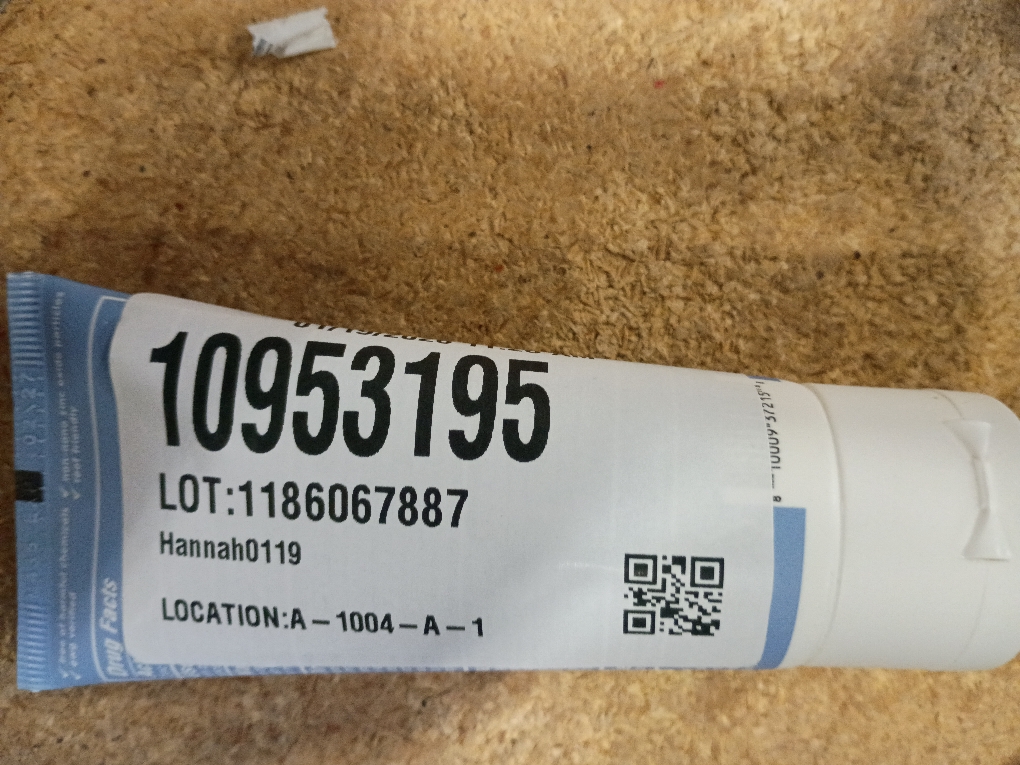 10953195
LOT:1186067887
Hannah0119
LOCATION:A-1004-A-1
Drug Facts